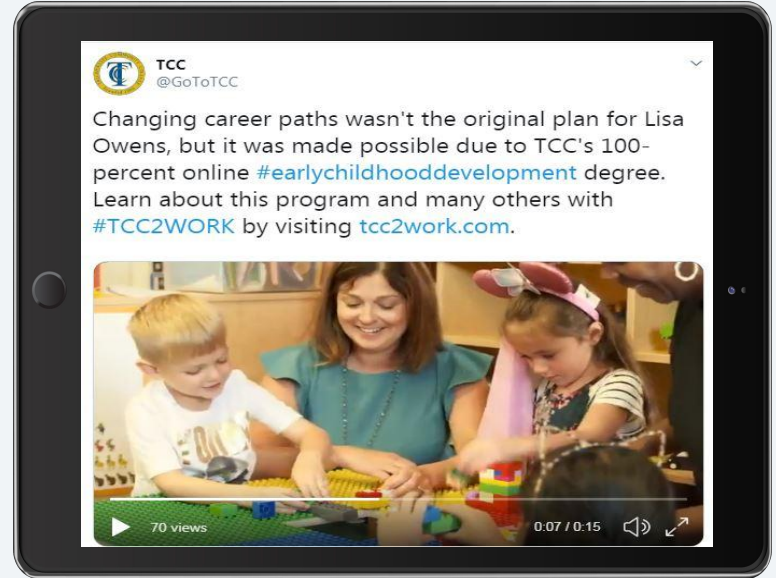 TCC
@GoToTCC
Changing career paths wasn't the original plan for Lisa
Owens, but it was made possible due to TCC's 100-
percent online #earlychildhooddevelopment degree.
Learn about this program and many others with
#TCC2WORK by visiting tcc2work.com.
70 views
0:07 / 0:15